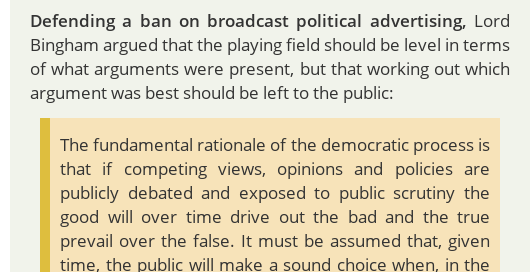 Defending a ban on broadcast political advertising, Lord
Bingham argued that the playing field should be level in terms
of what arguments were present, but that working out which
argument was best should be left to the public:
The fundamental rationale of the democratic process is
that if competing views, opinions and policies are
publicly debated and exposed to public scrutiny the
good will over time drive out the bad and the true
prevail over the false. It must be assumed that, given
time, the public will make a sound choice when, in the